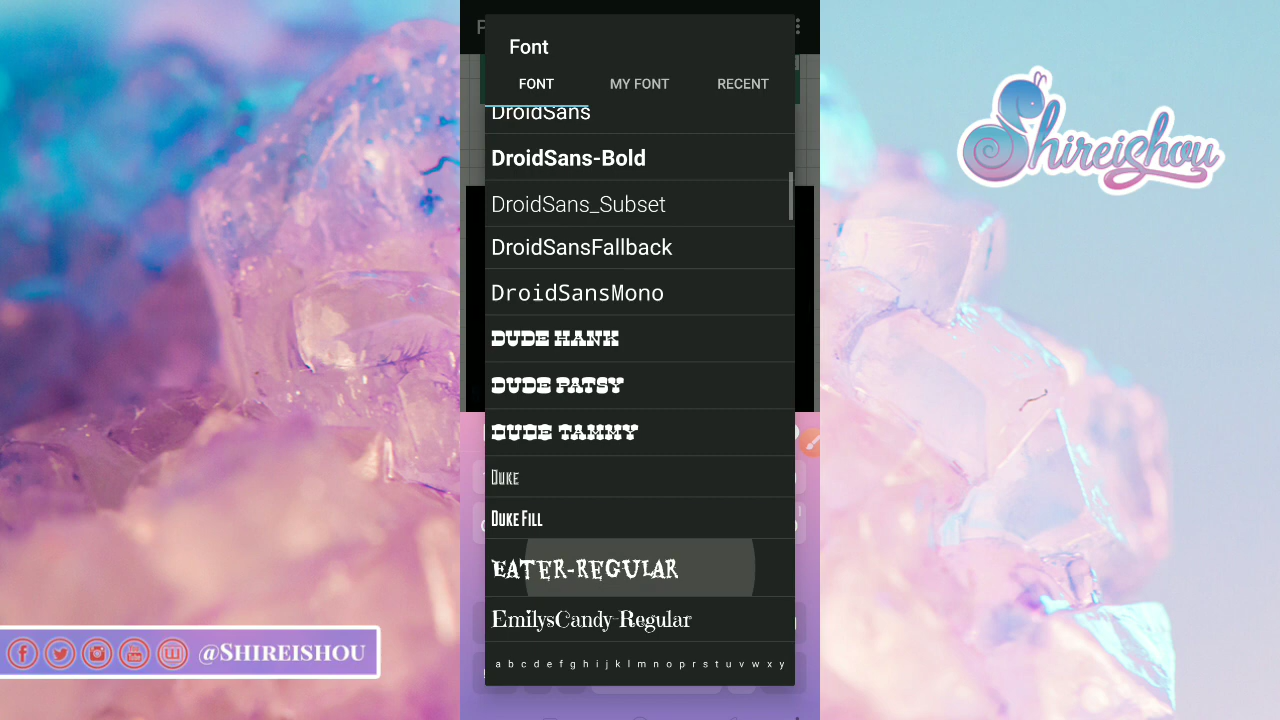 Font
FONT MY FONT RECENT
DroidSans
DroidSans-Bold
DroidSans_Subset
DroidSansFallback
DroidSansMono
DUDE HANK
DUDE PATSY
DUDE TAMMY
DUKE
DUKE FILL
EATER-REGULAR
EmilysCandy-Regular
a b c d e f g h i j k l m n o p r s t u v w x y
Shireishou
@SHIREISHOU